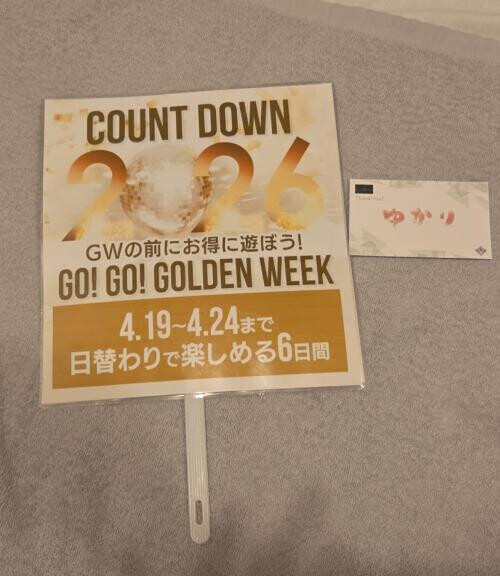 COUNT DOWN
2026
GWの前にお得に遊ぼう!
GO! GO! GOLDEN WEEK
4.19~4.24まで
日替わりで楽しめる6日間
Thank You!
ゆかり